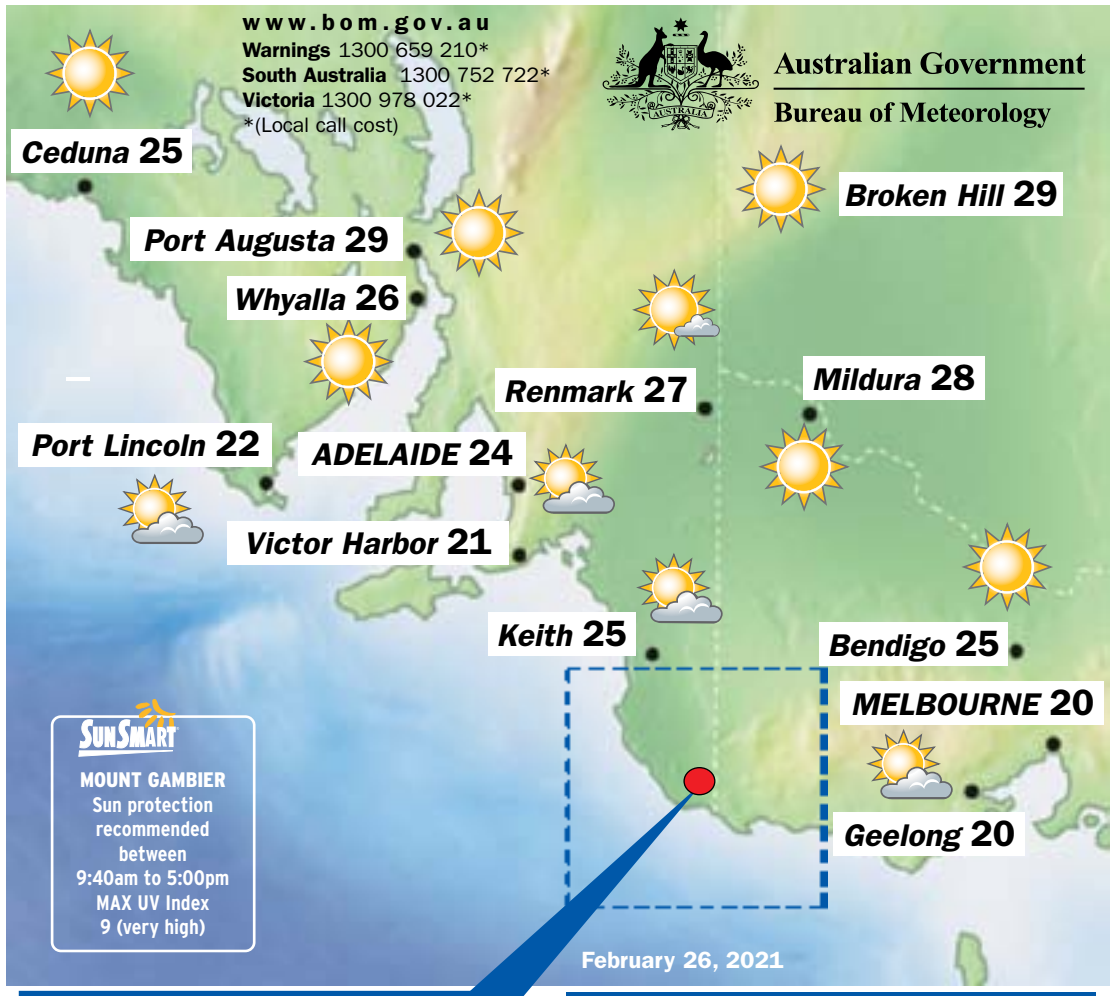 www.bom.gov.au
Warnings 1300 659 210*
South Australia 1300 752 722*
Victoria 1300 978 022*
*(Local call cost)
AUSTRALIA
Australian Government
Bureau of Meteorology
Ceduna 25
Broken Hill 29
Port Augusta 29
Whyalla 26
Renmark 27
Mildura 28
Port Lincoln 22
ADELAIDE 24
Victor Harbor 21
Keith 25
Bendigo 25
MELBOURNE 20
Geelong 20
SUNSMART
MOUNT GAMBIER
Sun protection
recommended
between
9:40am to 5:00pm
MAX UV Index
9 (very high)
February 26, 2021